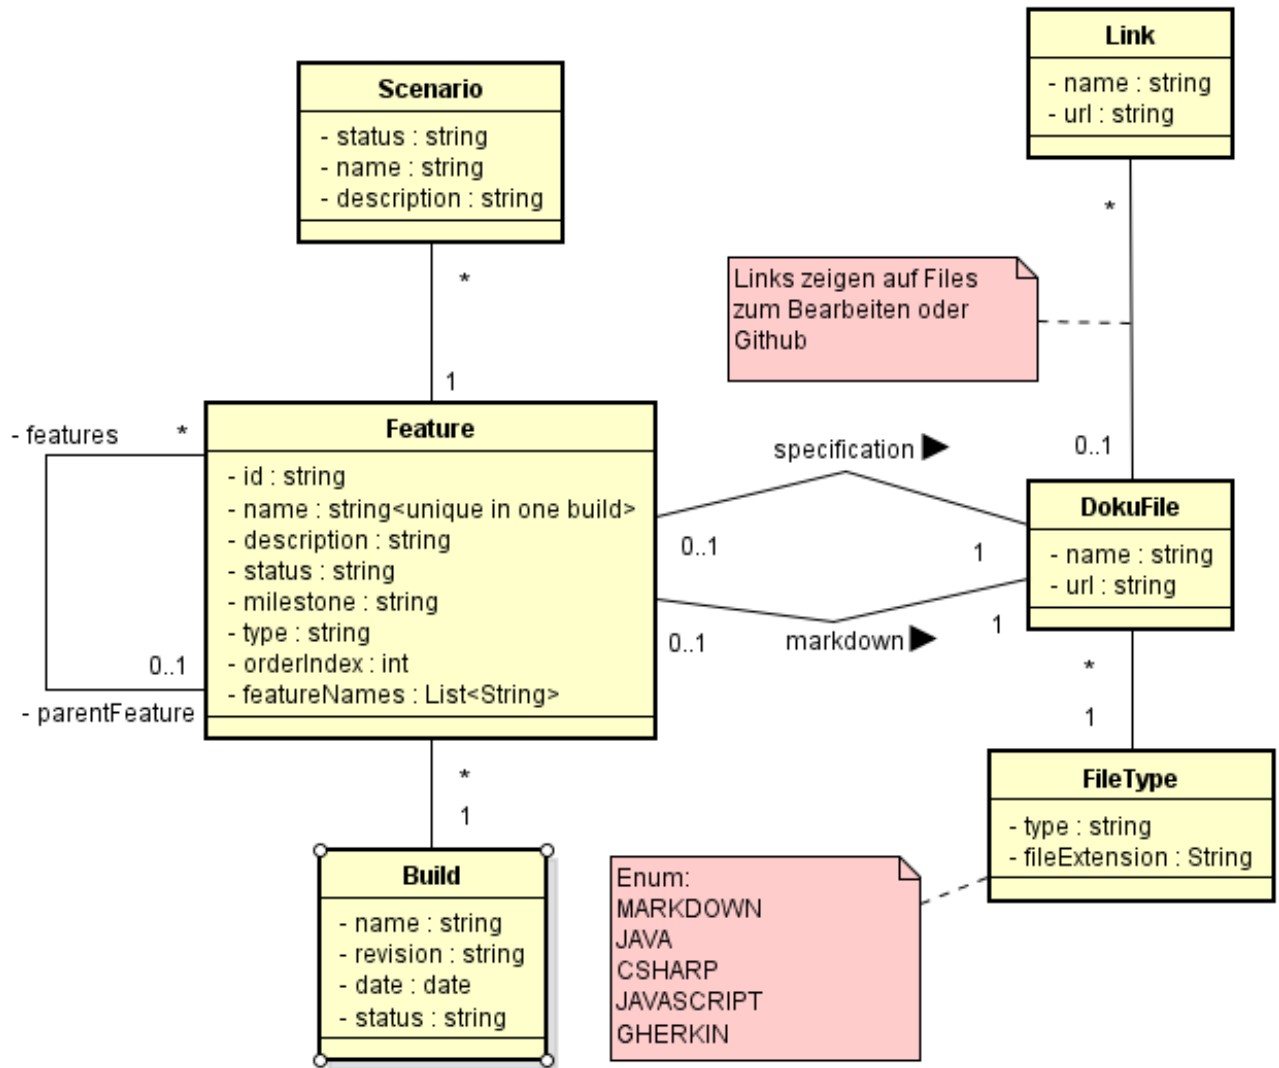 Link
- name : string
- url : string
*
0..1
Scenario
- status : string
- name : string
- description : string
*
1
Links zeigen auf Files
zum Bearbeiten oder
Github
- features
*
0..1
- parentFeature
Feature
- id : string
- name : string<unique in one build>
- description : string
- status : string
- milestone : string
- type : string
- orderIndex : int
- featureNames : List<String>
specification
0..1
1
markdown
0..1
1
DokuFile
- name : string
- url : string
*
1
FileType
- type : string
- fileExtension : String
*
1
Build
- name : string
- revision : string
- date : date
- status : string
Enum:
MARKDOWN
JAVA
CSHARP
JAVASCRIPT
GHERKIN